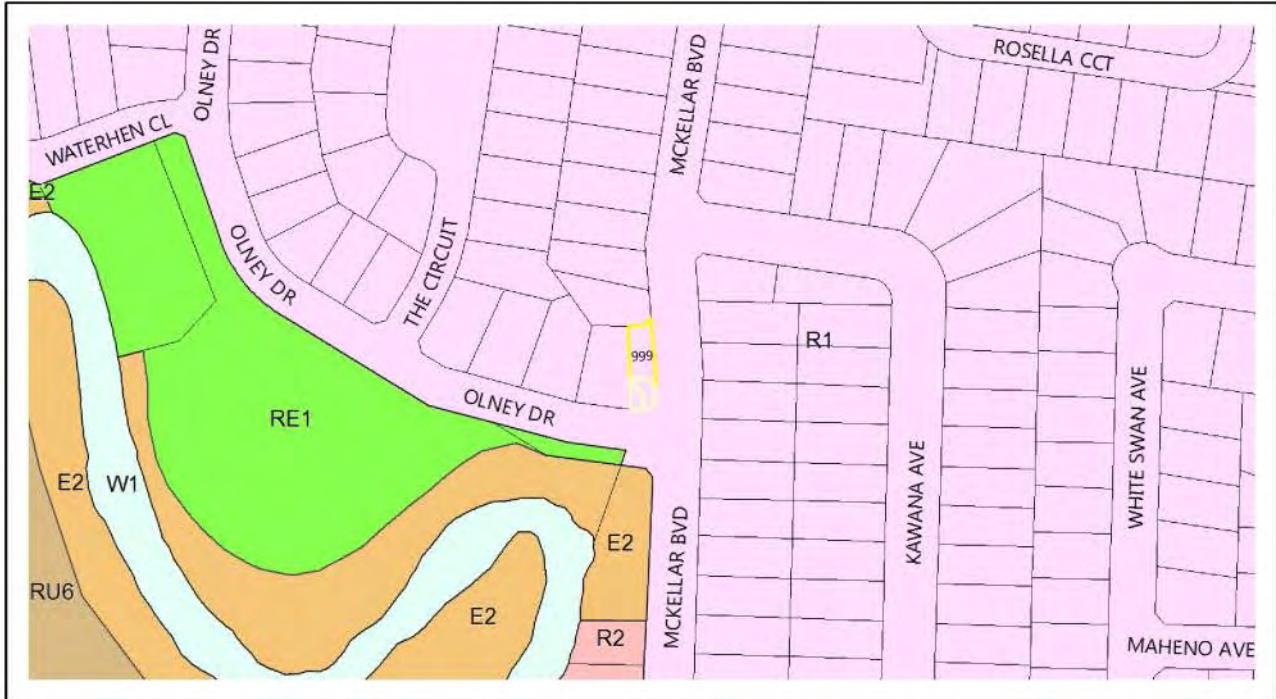 OLNEY DR
MCKELLAR BVD
ROSELLA CCT
WATERHEN CL
E2
OLNEY DR
THE CIRCUIT
999
R1
RE1
OLNEY DR
E2
W1
KAWANA AVE
WHITE SWAN AVE
E2
MCKELLAR BVD
RU6
E2
R2
MAHENO AVE